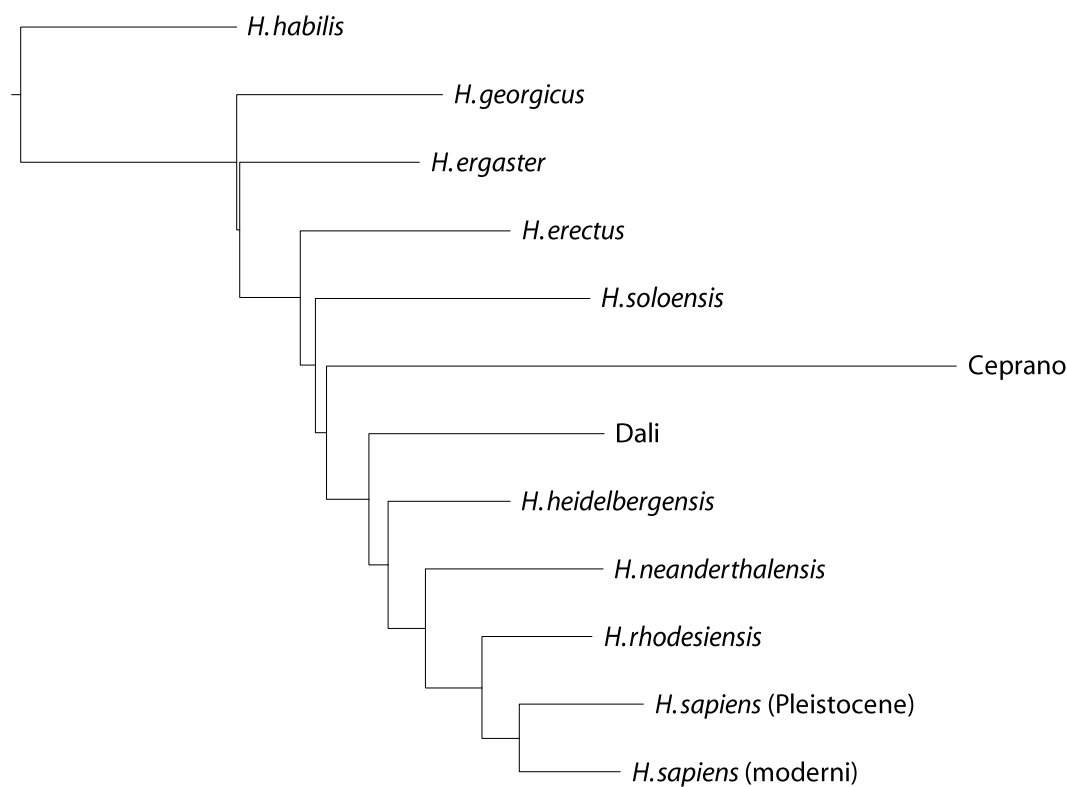 H. habilis
H. georgicus
H. ergaster
H. erectus
H. soloensis
Ceprano
Dali
H. heidelbergensis
H. neanderthalensis
H. rhodesiensis
H. sapiens (Pleistocene)
H. sapiens (moderni)